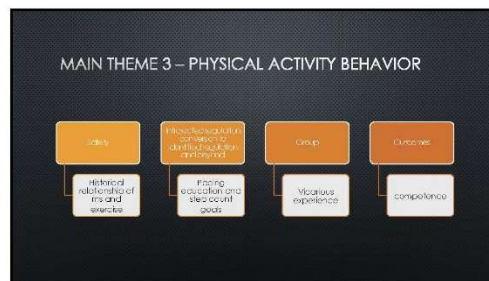 MAIN THEME 3 – PHYSICAL ACTIVITY BEHAVIOR
Safety
Introjected regulation
conversion to
identified regulation
and beyond
Group
Outcomes
Historical
relationship of
ms and
exercise
Pacing
education and
step count
goals
Vicarious
experience
competence